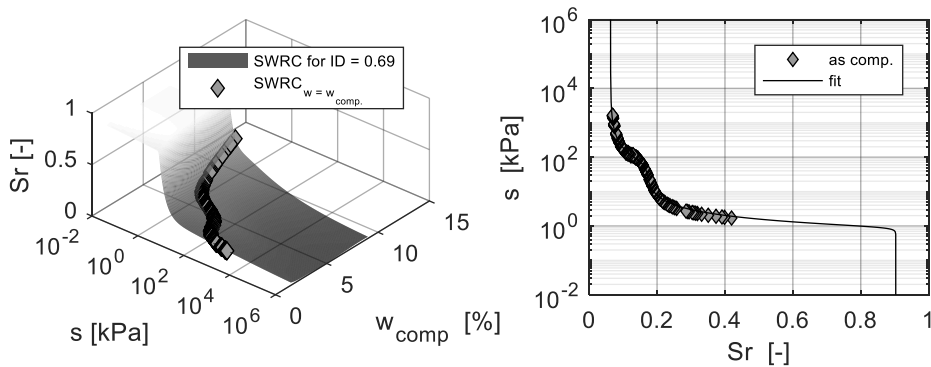 SWRC for ID = 0.69
SWRC_w = w_comp.
1
0.5
0
Sr [-]
10^-2
10^0
10^2
10^4
10^6
s [kPa]
0
5
10
15
w_comp [%]
10^6
10^4
10^2
10^0
10^-2
s [kPa]
as comp.
fit
0 0.2 0.4 0.6 0.8 1
Sr [-]